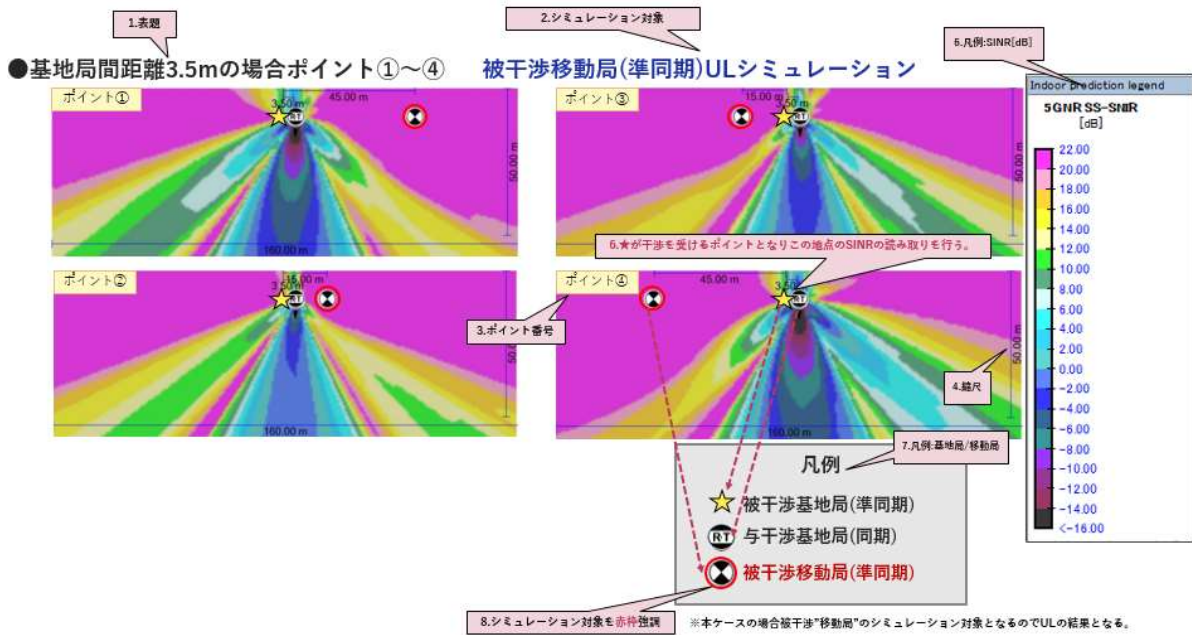 1.表題
2.シミュレーション対象
6.凡例:SINR[dB]
●基地局間距離3.5mの場合ポイント①～④ 被干渉移動局(準同期)ULシミュレーション
ポイント①
45.00 m
3.50 m
RT
50.00 m
160.00 m
ポイント③
15.00 m
3.50 m
RT
50.00 m
Indoor prediction legend
5GNR SS-SNIR
[dB]
22.00
20.00
18.00
16.00
14.00
12.00
10.00
8.00
6.00
4.00
2.00
0.00
-2.00
-4.00
-6.00
-8.00
-10.00
-12.00
-14.00
<-16.00
6.★が干渉を受けるポイントとなりこの地点のSINRの読み取りを行う。
ポイント②
15.00 m
3.50 m
RT
50.00 m
160.00 m
3.ポイント番号
ポイント④
45.00 m
3.50
RT
50.00 m
4.縮尺
160.00 m
7.凡例:基地局/移動局
凡例
被干渉基地局(準同期)
RT 与干渉基地局(同期)
被干渉移動局(準同期)
8.シミュレーション対象を赤枠強調
※本ケースの場合被干渉"移動局"のシミュレーション対象となるのでULの結果となる。